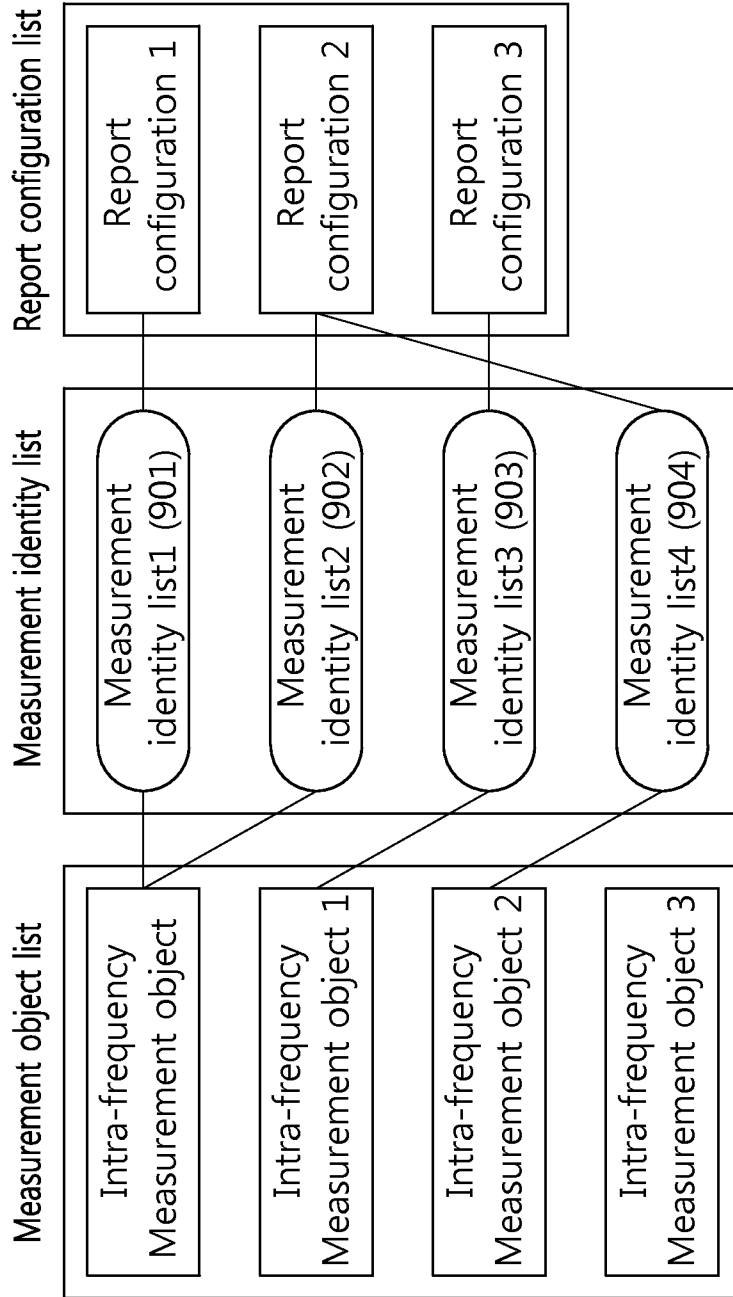 Measurement object list
Intra-frequency
Measurement object
Intra-frequency
Measurement object 1
Intra-frequency
Measurement object 2
Intra-frequency
Measurement object 3
Measurement identity list
Measurement
identity list1 (901)
Measurement
identity list2 (902)
Measurement
identity list3 (903)
Measurement
identity list4 (904)
Report configuration list
Report
configuration 1
Report
configuration 2
Report
configuration 3